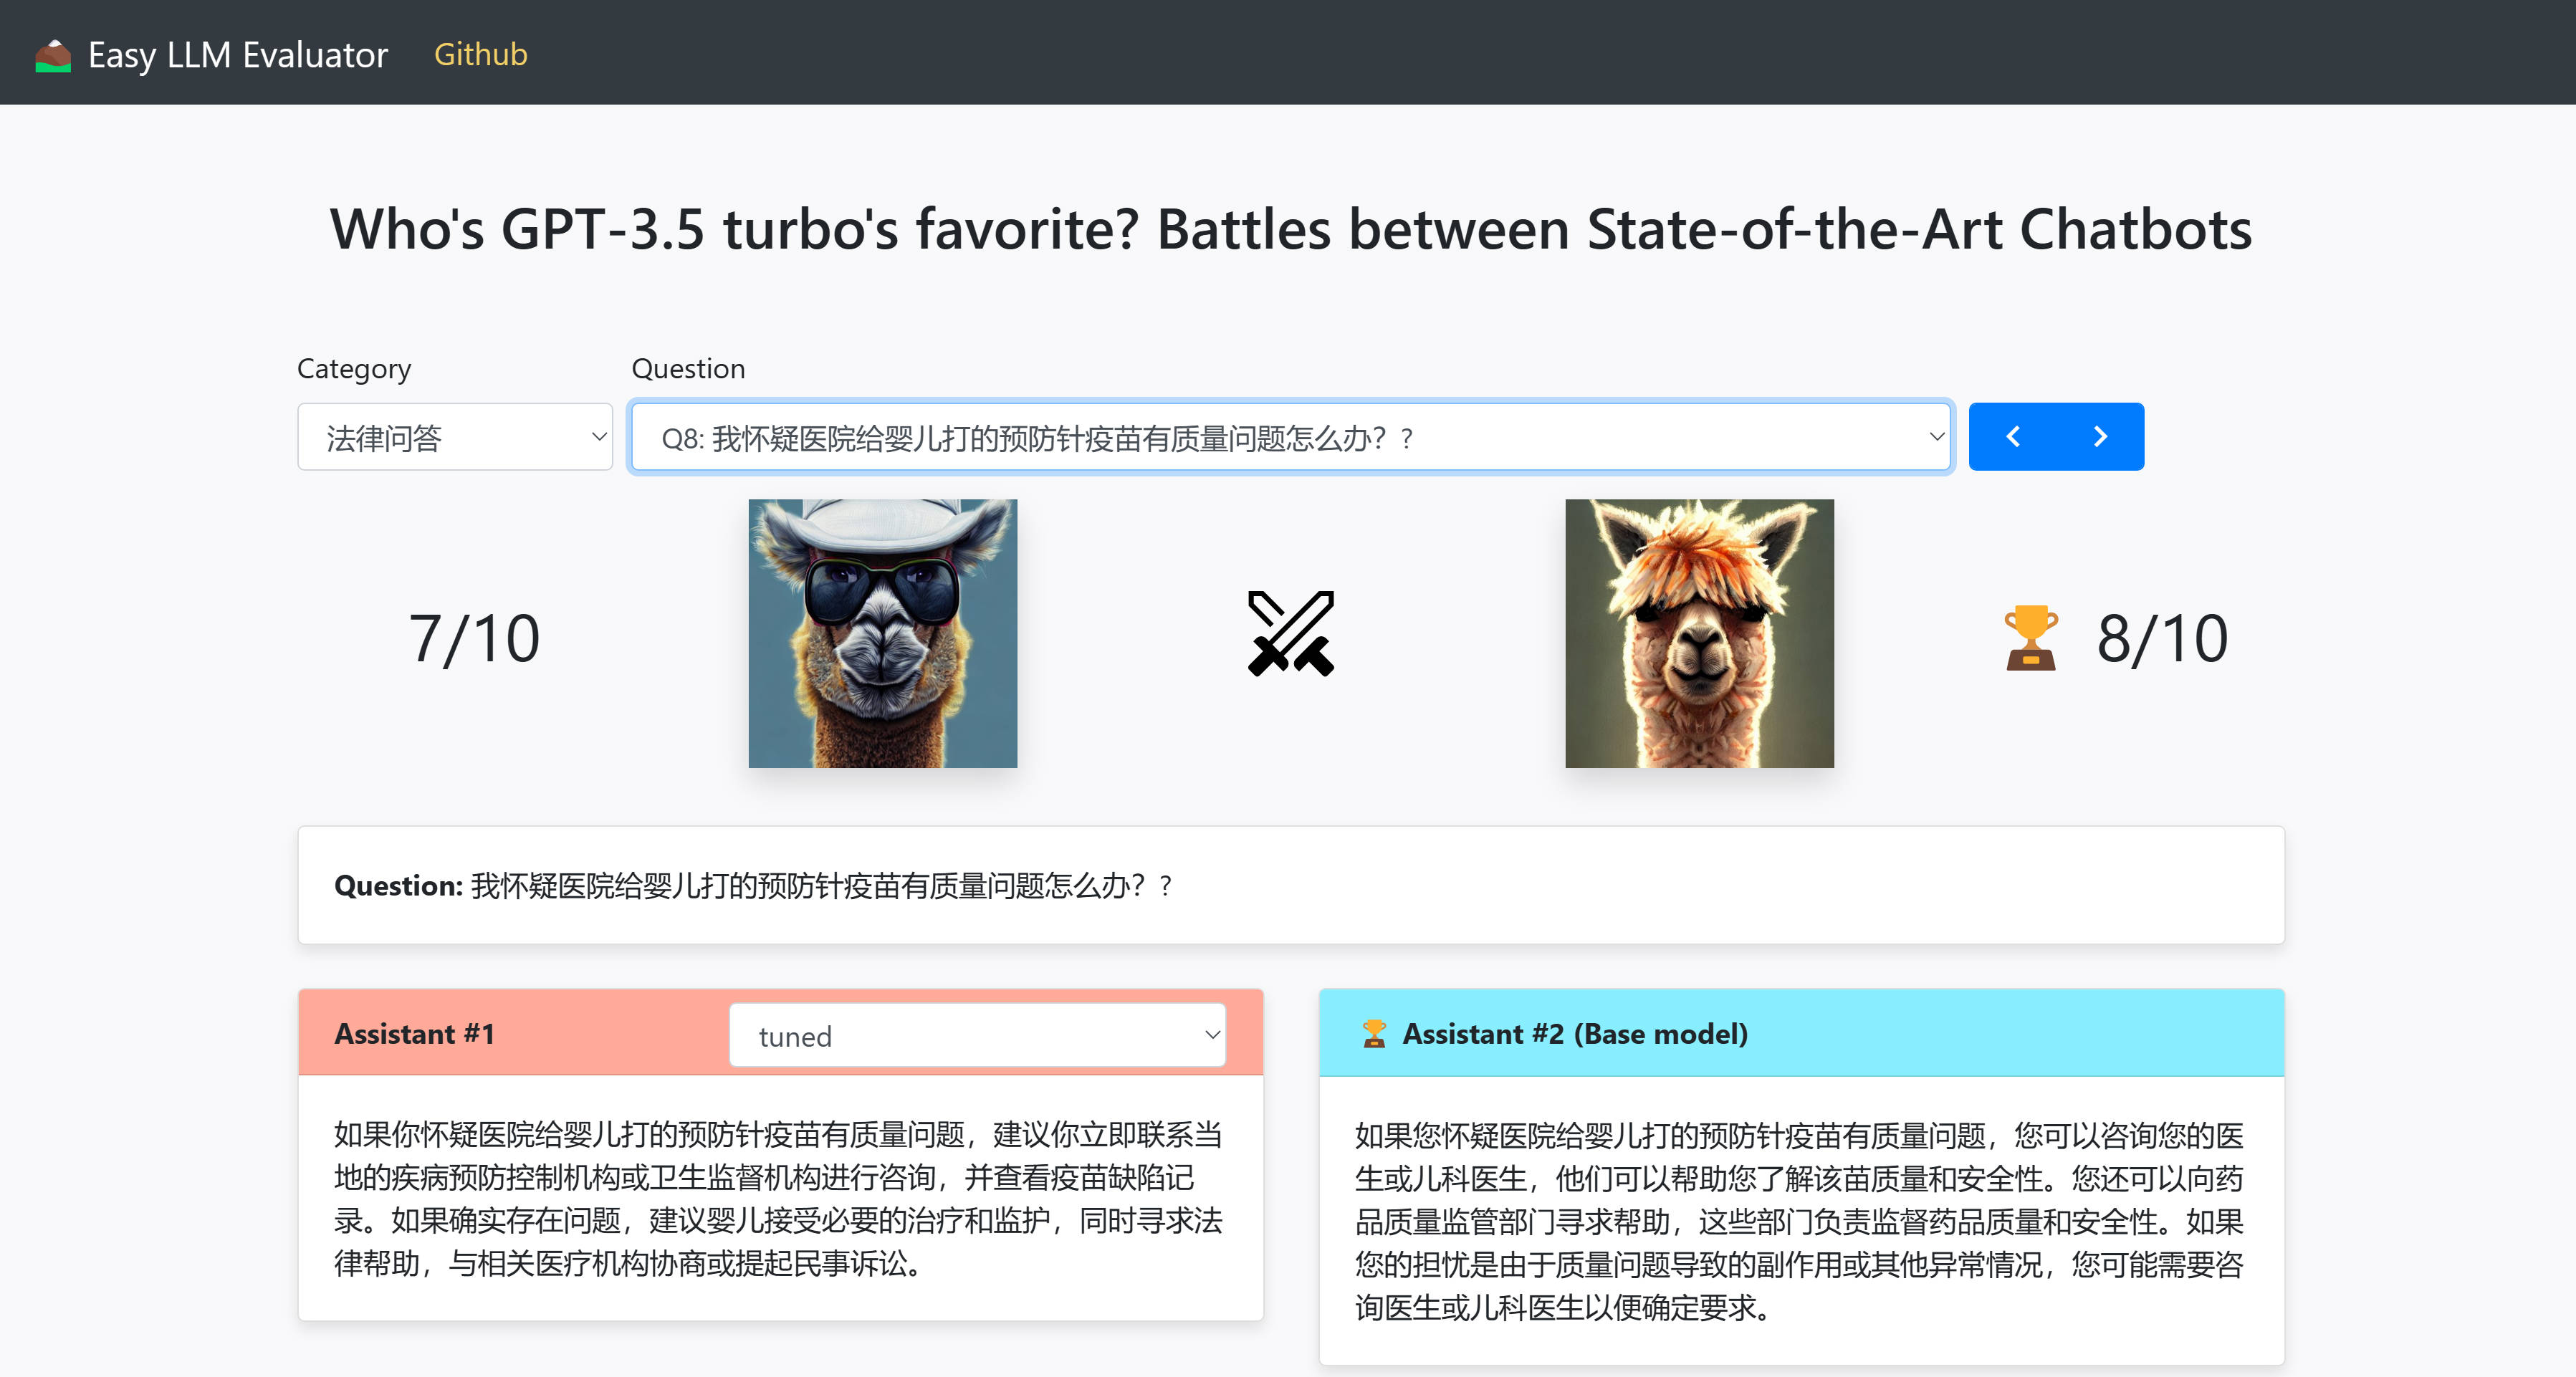 Easy LLM Evaluator Github
Who's GPT-3.5 turbo's favorite? Battles between State-of-the-Art Chatbots
Category Question
法律问答 Q8: 我怀疑医院给婴儿打的预防针疫苗有质量问题怎么办？?
7/10 8/10
Question: 我怀疑医院给婴儿打的预防针疫苗有质量问题怎么办？?
Assistant #1 tuned
如果你怀疑医院给婴儿打的预防针疫苗有质量问题，建议你立即联系当
地的疾病预防控制机构或卫生监督机构进行咨询，并查看疫苗缺陷记
录。如果确实存在问题，建议婴儿接受必要的治疗和监护，同时寻求法
律帮助，与相关医疗机构协商或提起民事诉讼。
Assistant #2 (Base model)
如果您怀疑医院给婴儿打的预防针疫苗有质量问题，您可以咨询您的医
生或儿科医生，他们可以帮助您了解该苗质量和安全性。您还可以向药
品质量监管部门寻求帮助，这些部门负责监督药品质量和安全性。如果
您的担忧是由于质量问题导致的副作用或其他异常情况，您可能需要咨
询医生或儿科医生以便确定要求。